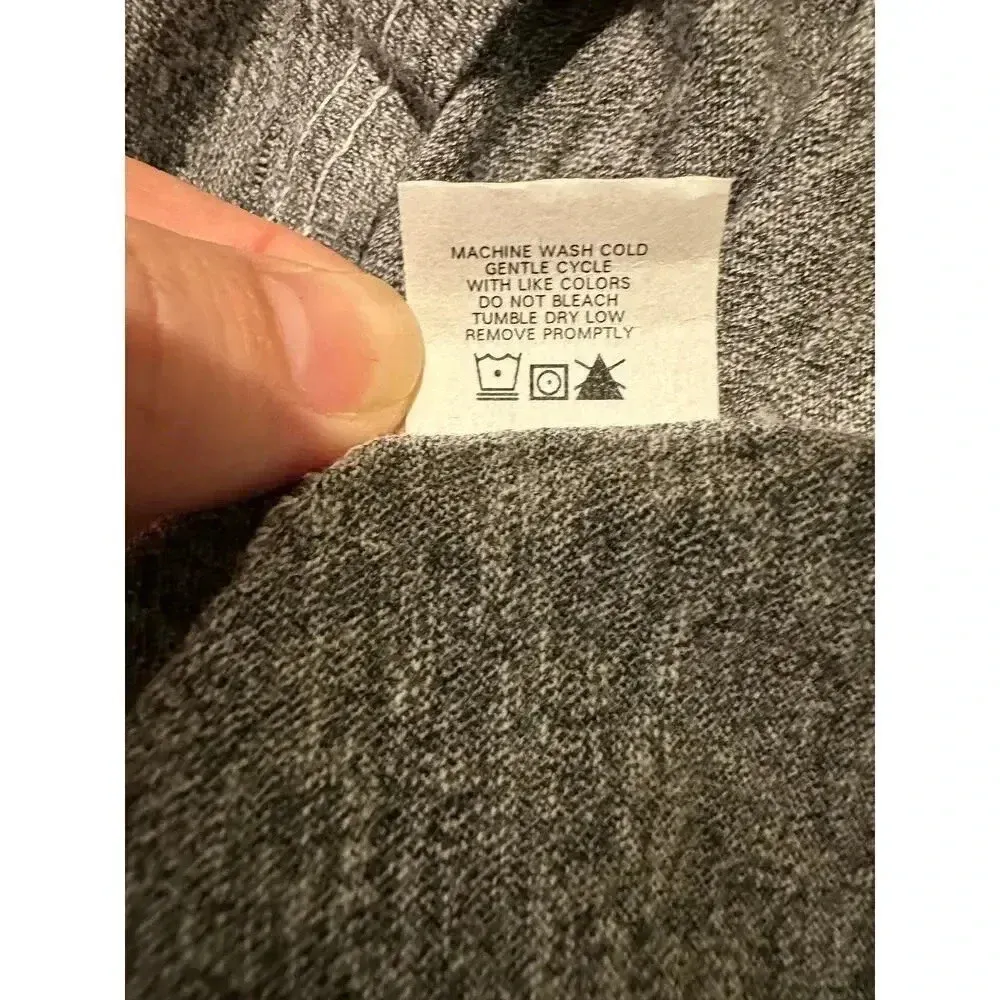 MACHINE WASH COLD
GENTLE CYCLE
WITH LIKE COLORS
DO NOT BLEACH
TUMBLE DRY LOW
REMOVE PROMPTLY